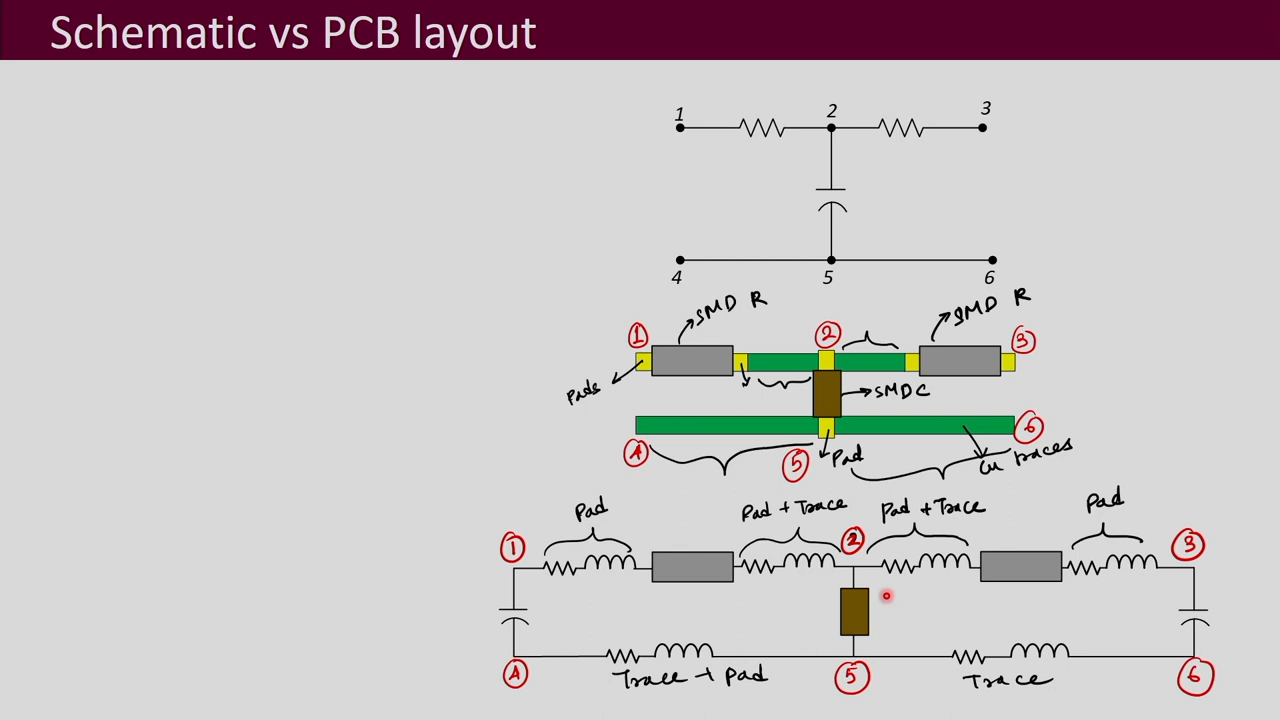 Schematic vs PCB layout
1 2 3
4 5 6
SMD R SMD R
1 2 3
Pads SMDC
4 5 Pad 6
Cu traces
Pad Pad + Trace Pad + Trace Pad
1 2 3
4 Trace + Pad 5 Trace 6